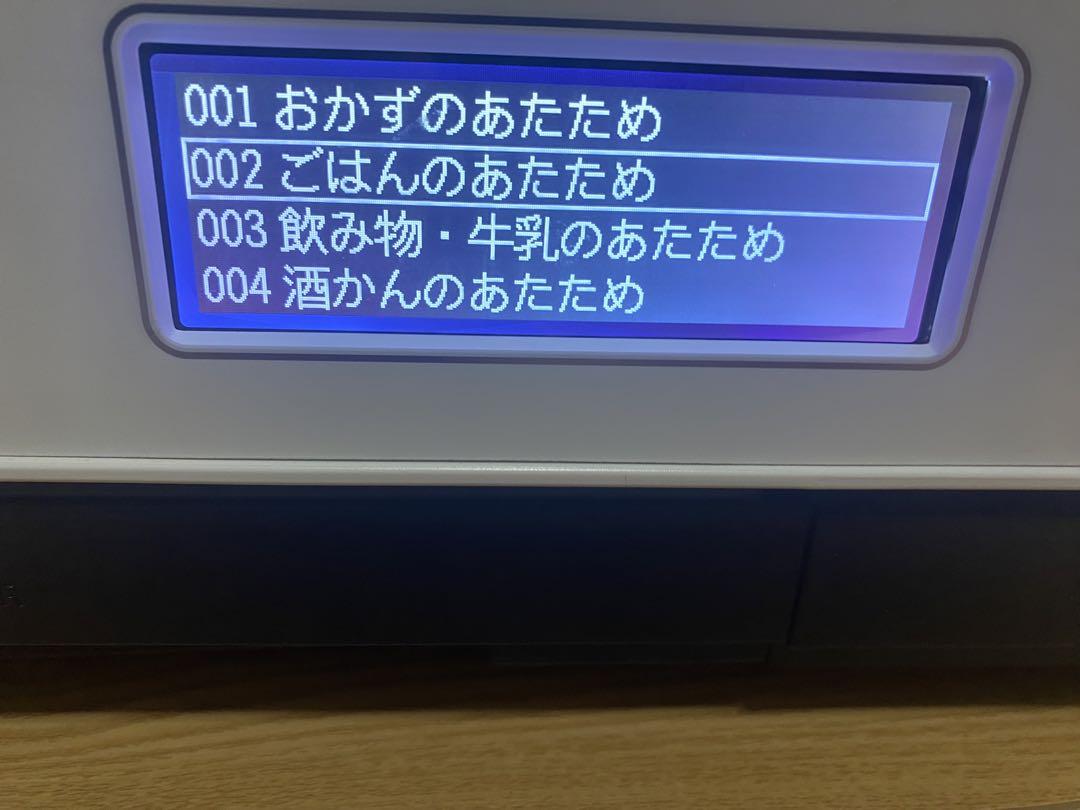 001 おかずのあたため
002 ごはんのあたため
003 飲み物・牛乳のあたため
004 酒かんのあたため